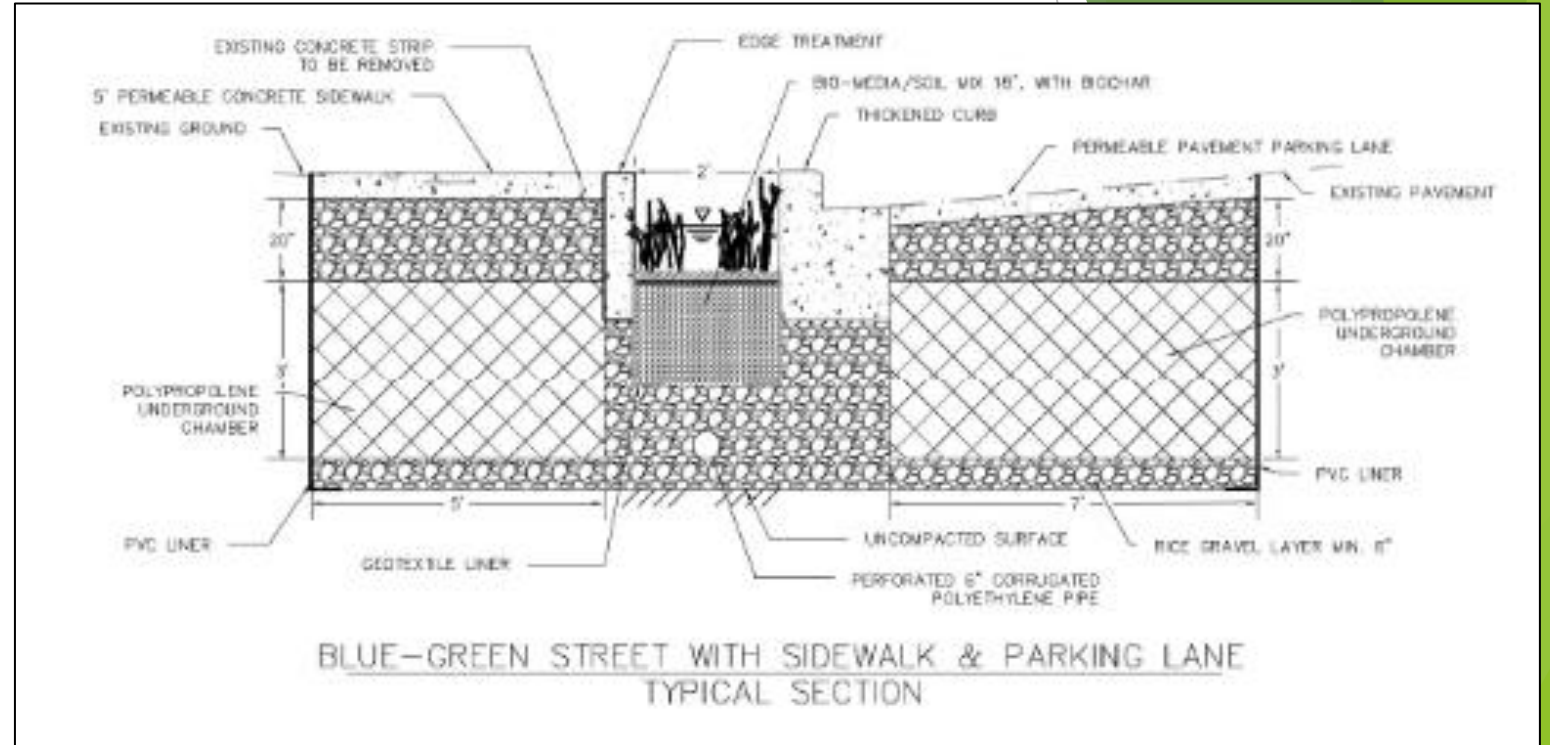 EXISTING CONCRETE STRIP
TO BE REMOVED
EDGE TREATMENT
BIO-MEDIA/SOIL MIX 18", WITH BIOCHAR
5' PERMEABLE CONCRETE SIDEWALK
THICKENED CURB
EXISTING GROUND
PERMEABLE PAVEMENT PARKING LANE
2'
EXISTING PAVEMENT
20"
20"
POLYPROPOLENE
UNDERGROUND
CHAMBER
3'
3'
POLYPROPOLENE
UNDERGROUND
CHAMBER
PVC LINER
5'
7'
PVC LINER
UNCOMPACTED SURFACE
RICE GRAVEL LAYER MIN. 6"
GEOTEXTILE LINER
PERFORATED 6" CORRUGATED
POLYETHYLENE PIPE
BLUE-GREEN STREET WITH SIDEWALK & PARKING LANE
TYPICAL SECTION